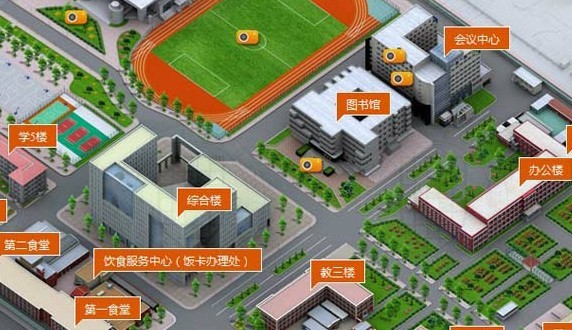 会议中心
图书馆
学5楼
办公楼
综合楼
第二食堂
饮食服务中心（饭卡办理处）
教三楼
第一食堂